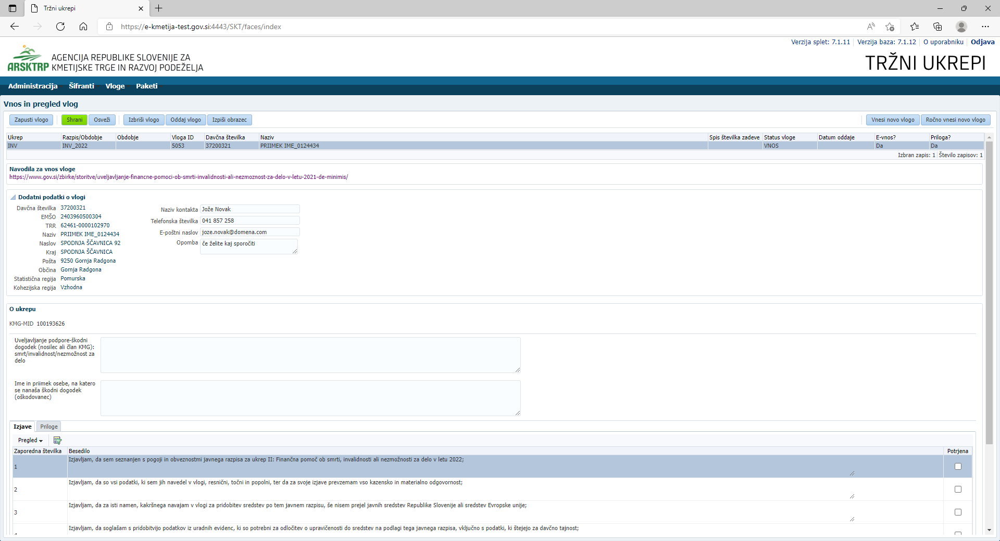 Tržni ukrepi
https://e-kmetija-test.gov.si:4443/SKT/faces/index
Verzija splet: 7.1.11 Verzija baza: 7.1.12 O uporabniku Odjava
ARSKTRP
AGENCIJA REPUBLIKE SLOVENIJE ZA
KMETIJSKE TRGE IN RAZVOJ PODEŽELJA
TRŽNI UKREPI
Administracija Šifranti Vloge Paketi
Vnos in pregled vlog
Zapusti vlogo Shrani Osveži Izbriši vlogo Oddaj vlogo Izpiši obrazec Vnesi novo vlogo Ročno vnesi novo vlogo
Ukrep Razpis/Obdobje Obdobje Vloga ID Davčna številka Naziv Spis številka zadeve Status vloge Datum oddaje E-vnos? Priloga?
INV INV_2022 5053 37200321 PRIIMEK IME_0124434 VNOS Da Da
Izbran zapis: 1 Število zapisov: 1
Navodila za vnos vloge
https://www.gov.si/zbirke/storitve/uveljavljanje-financne-pomoci-ob-smrti-invalidnosti-ali-nezmoznost-za-delo-v-letu-2021-de-minimis/
Dodatni podatki o vlogi
Davčna številka 37200321
EMŠO 2403960500304
TRR 62461-0000102970
Naziv PRIIMEK IME_0124434
Naslov SPODNJA ŠČAVNICA 92
Kraj SPODNJA ŠČAVNICA
Pošta 9250 Gornja Radgona
Občina Gornja Radgona
Statistična regija Pomurska
Kohezijska regija Vzhodna
Naziv kontakta Jože Novak
Telefonska številka 041 857 258
E-poštni naslov joze.novak@domena.com
Opomba če želite kaj sporočiti
O ukrepu
KMG-MID 100193626
Uveljavljanje podpore-škodni
dogodek (nosilec ali član KMG):
smrt/invalidnost/nezmožnost za
delo
Ime in priimek osebe, na katero
se nanaša škodni dogodek
(oškodovanec)
Izjave Priloge
Pregled
Zaporedna številka Besedilo Potrjena
1 Izjavljam, da sem seznanjen s pogoji in obveznostmi javnega razpisa za ukrep II: Finančna pomoč ob smrti, invalidnosti ali nezmožnosti za delo v letu 2022;
2 Izjavljam, da so vsi podatki, ki sem jih navedel v vlogi, resnični, točni in popolni, ter da za svoje izjave prevzemam vso kazensko in materialno odgovornost;
3 Izjavljam, da za isti namen, kakršnega navajam v vlogi za pridobitev sredstev po tem javnem razpisu, še nisem prejel javnih sredstev Republike Slovenije ali sredstev Evropske unije;
Izjavljam, da soglašam s pridobitvijo podatkov iz uradnih evidenc, ki so potrebni za odločitev o upravičenosti do sredstev na podlagi tega javnega razpisa, vključno s podatki, ki štejejo za davčno tajnost;